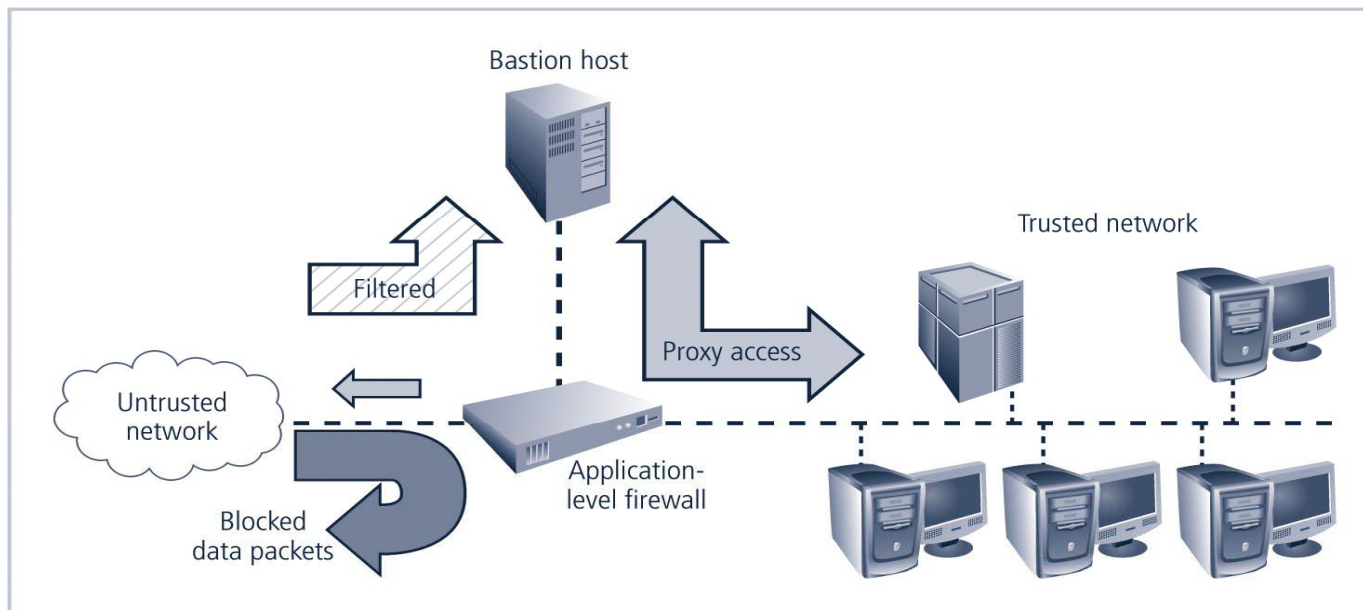 Bastion host
Trusted network
Filtered
Proxy access
Untrusted
network
Application-
level firewall
Blocked
data packets